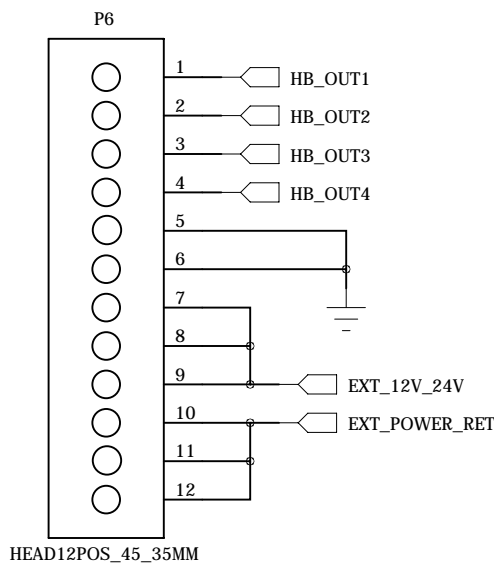 P6
1 HB_OUT1
2 HB_OUT2
3 HB_OUT3
4 HB_OUT4
5
6
7
8
9 EXT_12V_24V
10 EXT_POWER_RET
11
12
HEAD12POS_45_35MM